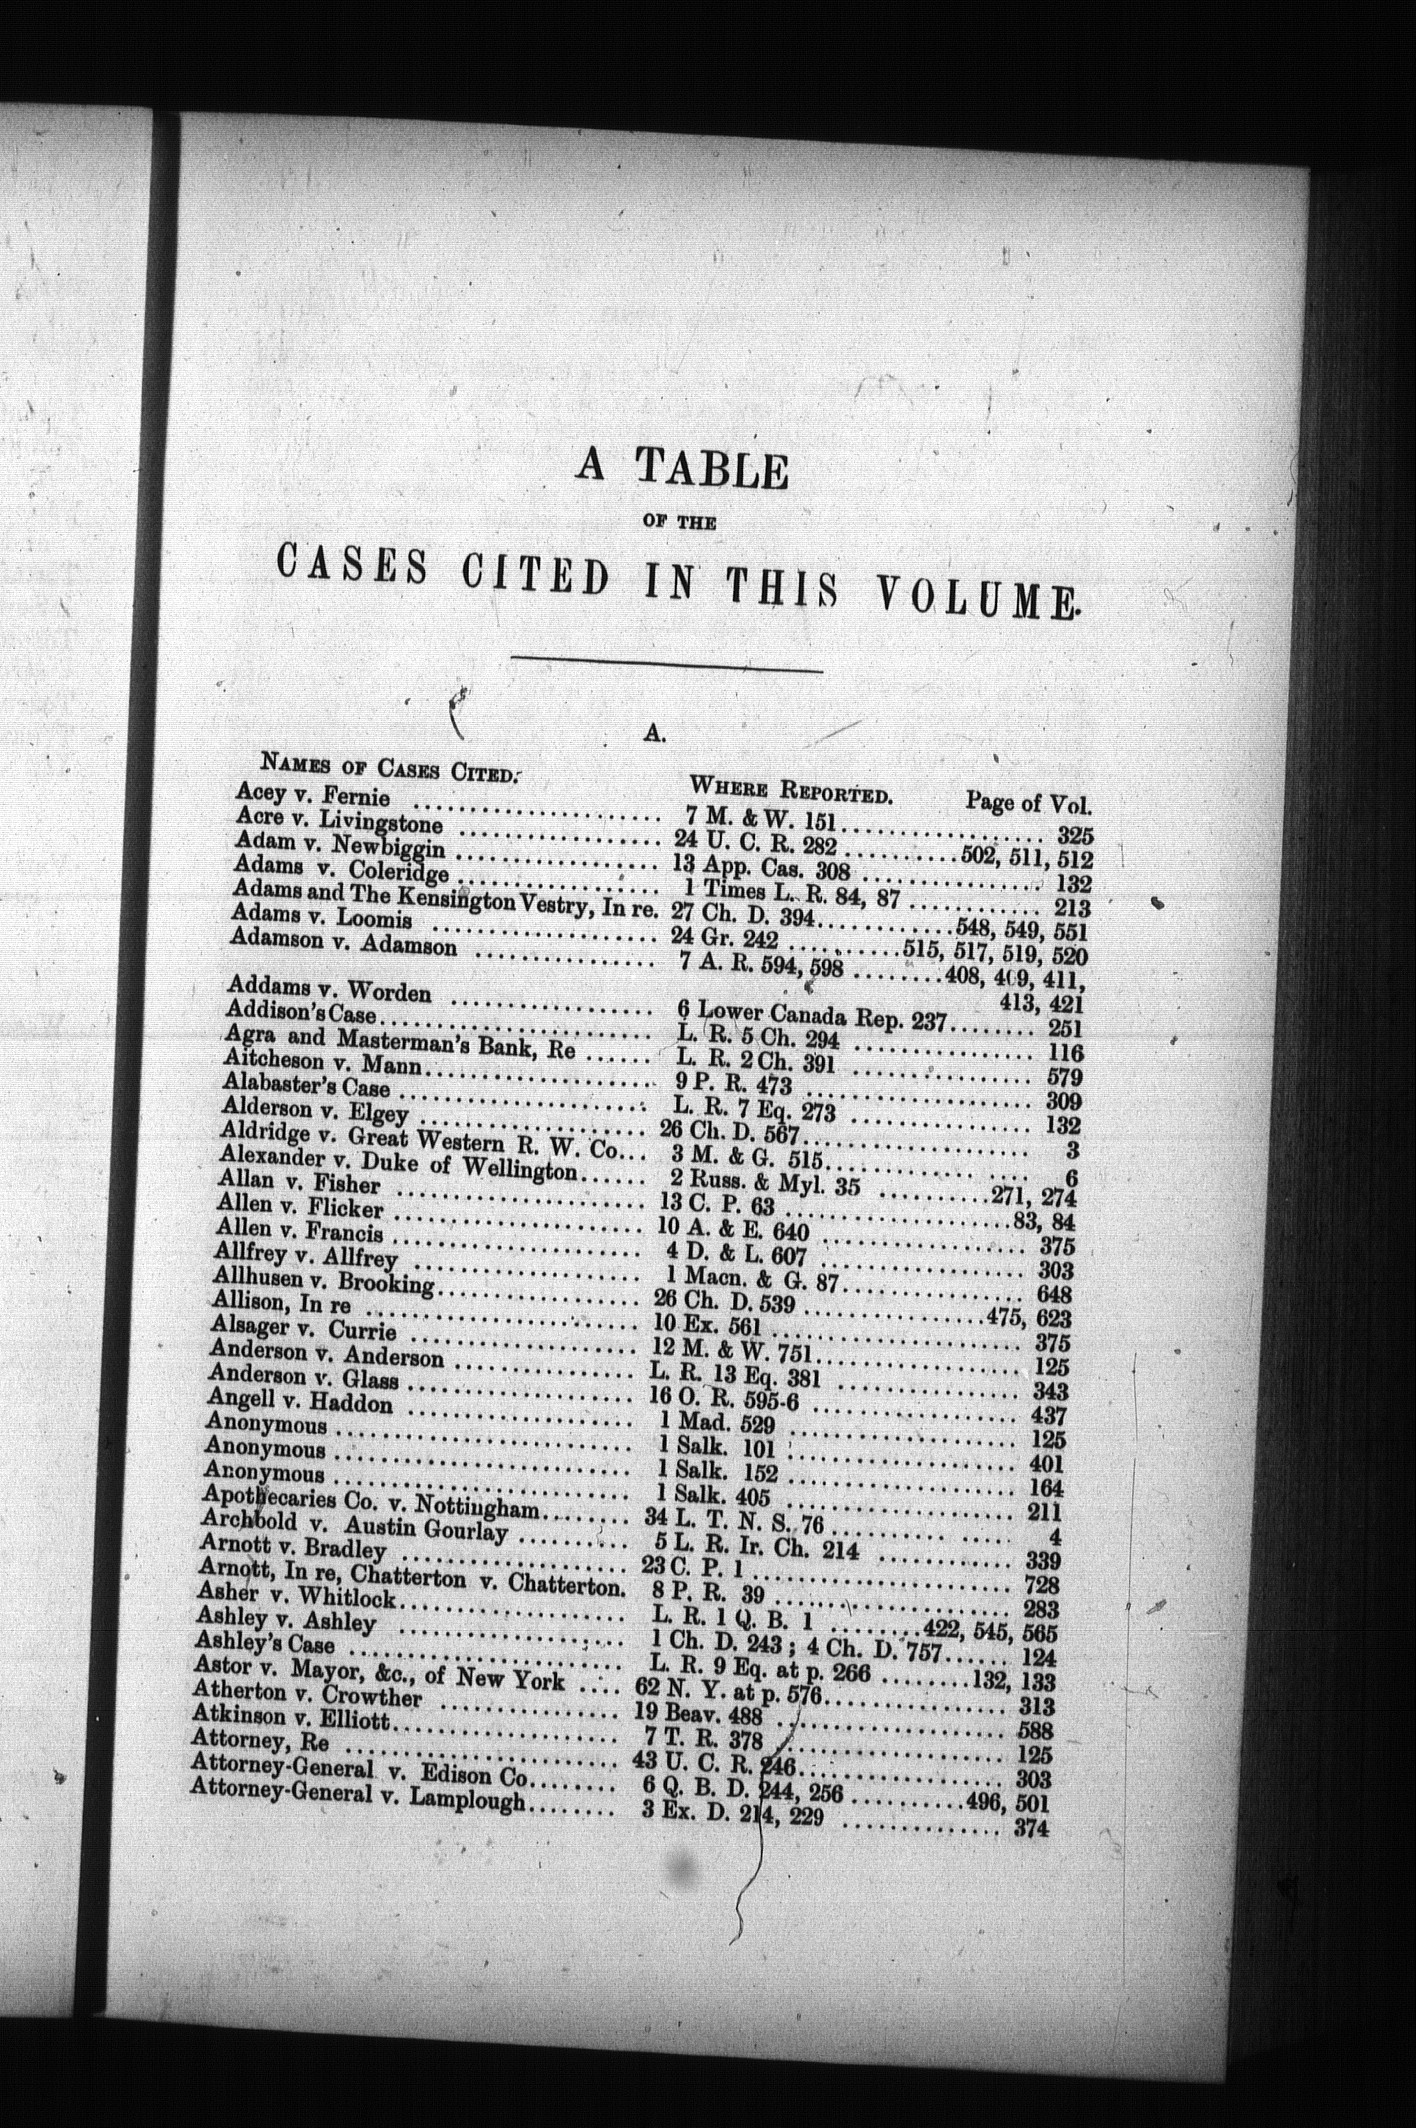 A TABLE
OF THE
CASES CITED IN THIS VOLUME.
A.
NAMES OF CASES CITED. WHERE REPORTED. Page of Vol.
Acey v. Fernie ..................... 7 M. & W. 151.................. 325
Acre v. Livingstone .................. 24 U. C. R. 282 ..........502, 511, 512
Adam v. Newbiggin .................. 13 App. Cas. 308 ................ 132
Adams v. Coleridge .................. 1 Times L. R. 84, 87 ............ 213
Adams and The Kensington Vestry, In re. 27 Ch. D. 394............548, 549, 551
Adams v. Loomis .................... 24 Gr. 242 ..........515, 517, 519, 520
Adamson v. Adamson ................ 7 A. R. 594, 598 ........408, 409, 411,
413, 421
Addams v. Worden .................. 6 Lower Canada Rep. 237........ 251
Addison's Case........................ L. R. 5 Ch. 294 ................ 116
Agra and Masterman's Bank, Re ...... L. R. 2 Ch. 391 ................ 579
Aitcheson v. Mann.................... 9 P. R. 473 .................... 309
Alabaster's Case ...................... L. R. 7 Eq. 273 ................ 132
Alderson v. Elgey .................... 26 Ch. D. 567.................... 3
Aldridge v. Great Western R. W. Co... 3 M. & G. 515.................. 6
Alexander v. Duke of Wellington...... 2 Russ. & Myl. 35 ..........271, 274
Allan v. Fisher ...................... 13 C. P. 63 ....................83, 84
Allen v. Flicker ...................... 10 A. & E. 640 .................. 375
Allen v. Francis ...................... 4 D. & L. 607 .................. 303
Allfrey v. Allfrey .................... 1 Macn. & G. 87................ 648
Allhusen v. Brooking.................. 26 Ch. D. 539 ................475, 623
Allison, In re ........................ 10 Ex. 561 ...................... 375
Alsager v. Currie .................... 12 M. & W. 751.................. 125
Anderson v. Anderson ................ L. R. 13 Eq. 381 ................ 343
Anderson v. Glass .................... 16 O. R. 595-6 .................. 437
Angell v. Haddon .................... 1 Mad. 529 .................... 125
Anonymous .......................... 1 Salk. 101 .................... 401
Anonymous .......................... 1 Salk. 152 .................... 164
Anonymous .......................... 1 Salk. 405 .................... 211
Apothecaries Co. v. Nottingham........ 34 L. T. N. S. 76 ................ 4
Archbold v. Austin Gourlay .......... 5 L. R. Ir. Ch. 214 ............ 339
Arnott v. Bradley .................... 23 C. P. 1 ...................... 728
Arnott, In re, Chatterton v. Chatterton. 8 P. R. 39 .................... 283
Asher v. Whitlock.................... L. R. 1 Q. B. 1 ........422, 545, 565
Ashley v. Ashley .................... 1 Ch. D. 243 ; 4 Ch. D. 757...... 124
Ashley's Case ........................ L. R. 9 Eq. at p. 266 ........132, 133
Astor v. Mayor, &c., of New York .... 62 N. Y. at p. 576................ 313
Atherton v. Crowther ................ 19 Beav. 488 .................... 588
Atkinson v. Elliott.................... 7 T. R. 378 .................... 125
Attorney, Re ........................ 43 U. C. R. 246.................. 303
Attorney-General v. Edison Co........ 6 Q. B. D. 244, 256 ..........496, 501
Attorney-General v. Lamplough........ 3 Ex. D. 214, 229 .............. 374